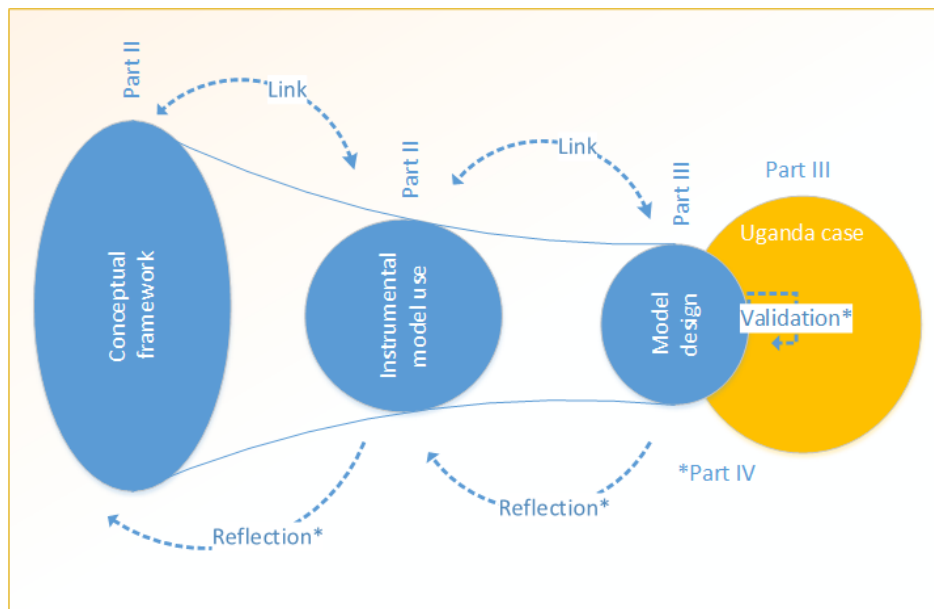 Part II
Link
Part II
Link
Part III
Part III
Uganda case
Conceptual
framework
Instrumental
model use
Model
design
Validation*
*Part IV
Reflection*
Reflection*